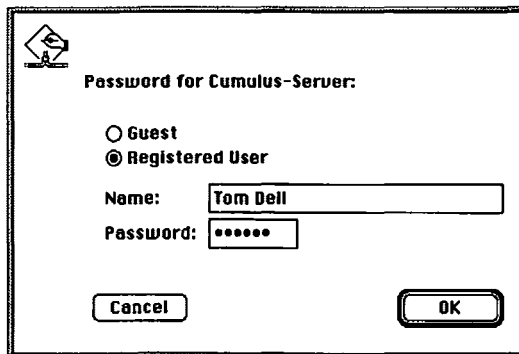 Password for Cumulus-Server:
Guest
Registered User
Name: Tom Dell
Password: ••••••
Cancel OK